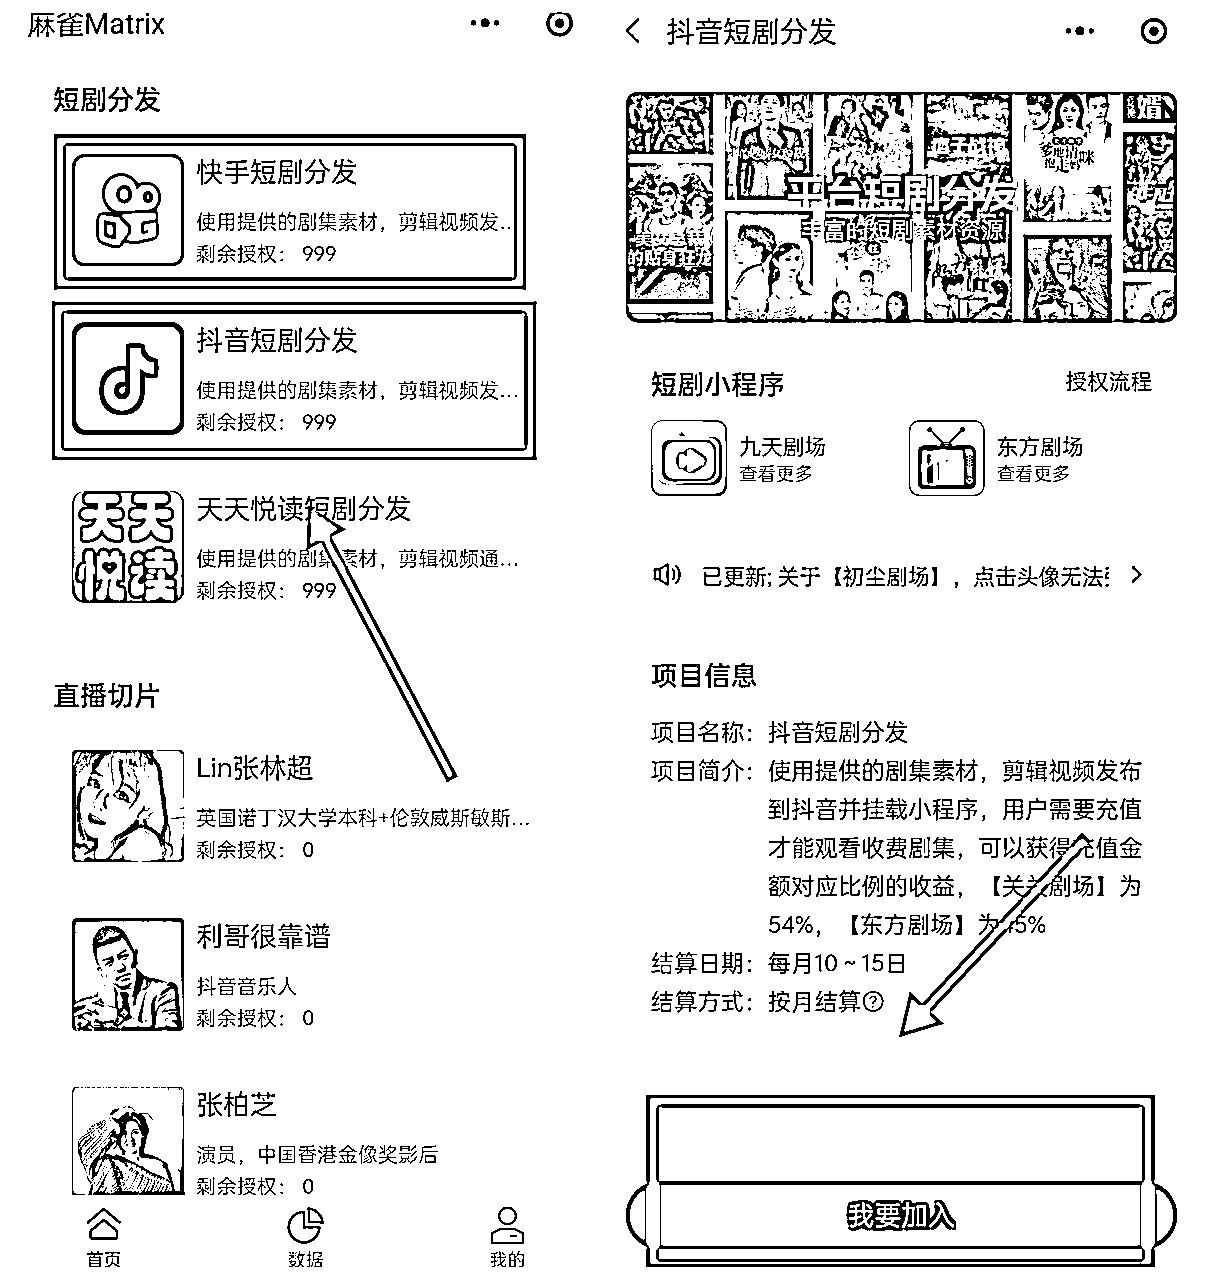 麻雀Matrix
短剧分发
快手短剧分发
使用提供的剧集素材，剪辑视频发...
剩余授权： 999
抖音短剧分发
使用提供的剧集素材，剪辑视频发...
剩余授权： 999
天天悦读
天天悦读短剧分发
使用提供的剧集素材，剪辑视频通...
剩余授权： 999
直播切片
Lin张林超
英国诺丁汉大学本科+伦敦威斯敏斯...
剩余授权： 0
利哥很靠谱
抖音音乐人
剩余授权： 0
张柏芝
演员，中国香港金像奖影后
剩余授权： 0
首页
数据
我的
抖音短剧分发
平台短剧分发
丰富的短剧素材资源
短剧小程序
授权流程
九天剧场
查看更多
东方剧场
查看更多
已更新; 关于【初尘剧场】，点击头像无法
项目信息
项目名称： 抖音短剧分发
项目简介： 使用提供的剧集素材，剪辑视频发布
到抖音并挂载小程序，用户需要充值
才能观看收费剧集，可以获得充值金
额对应比例的收益，【关关剧场】为
54%，【东方剧场】为 5%
结算日期： 每月10 ~ 15日
结算方式： 按月结算?
我要加入